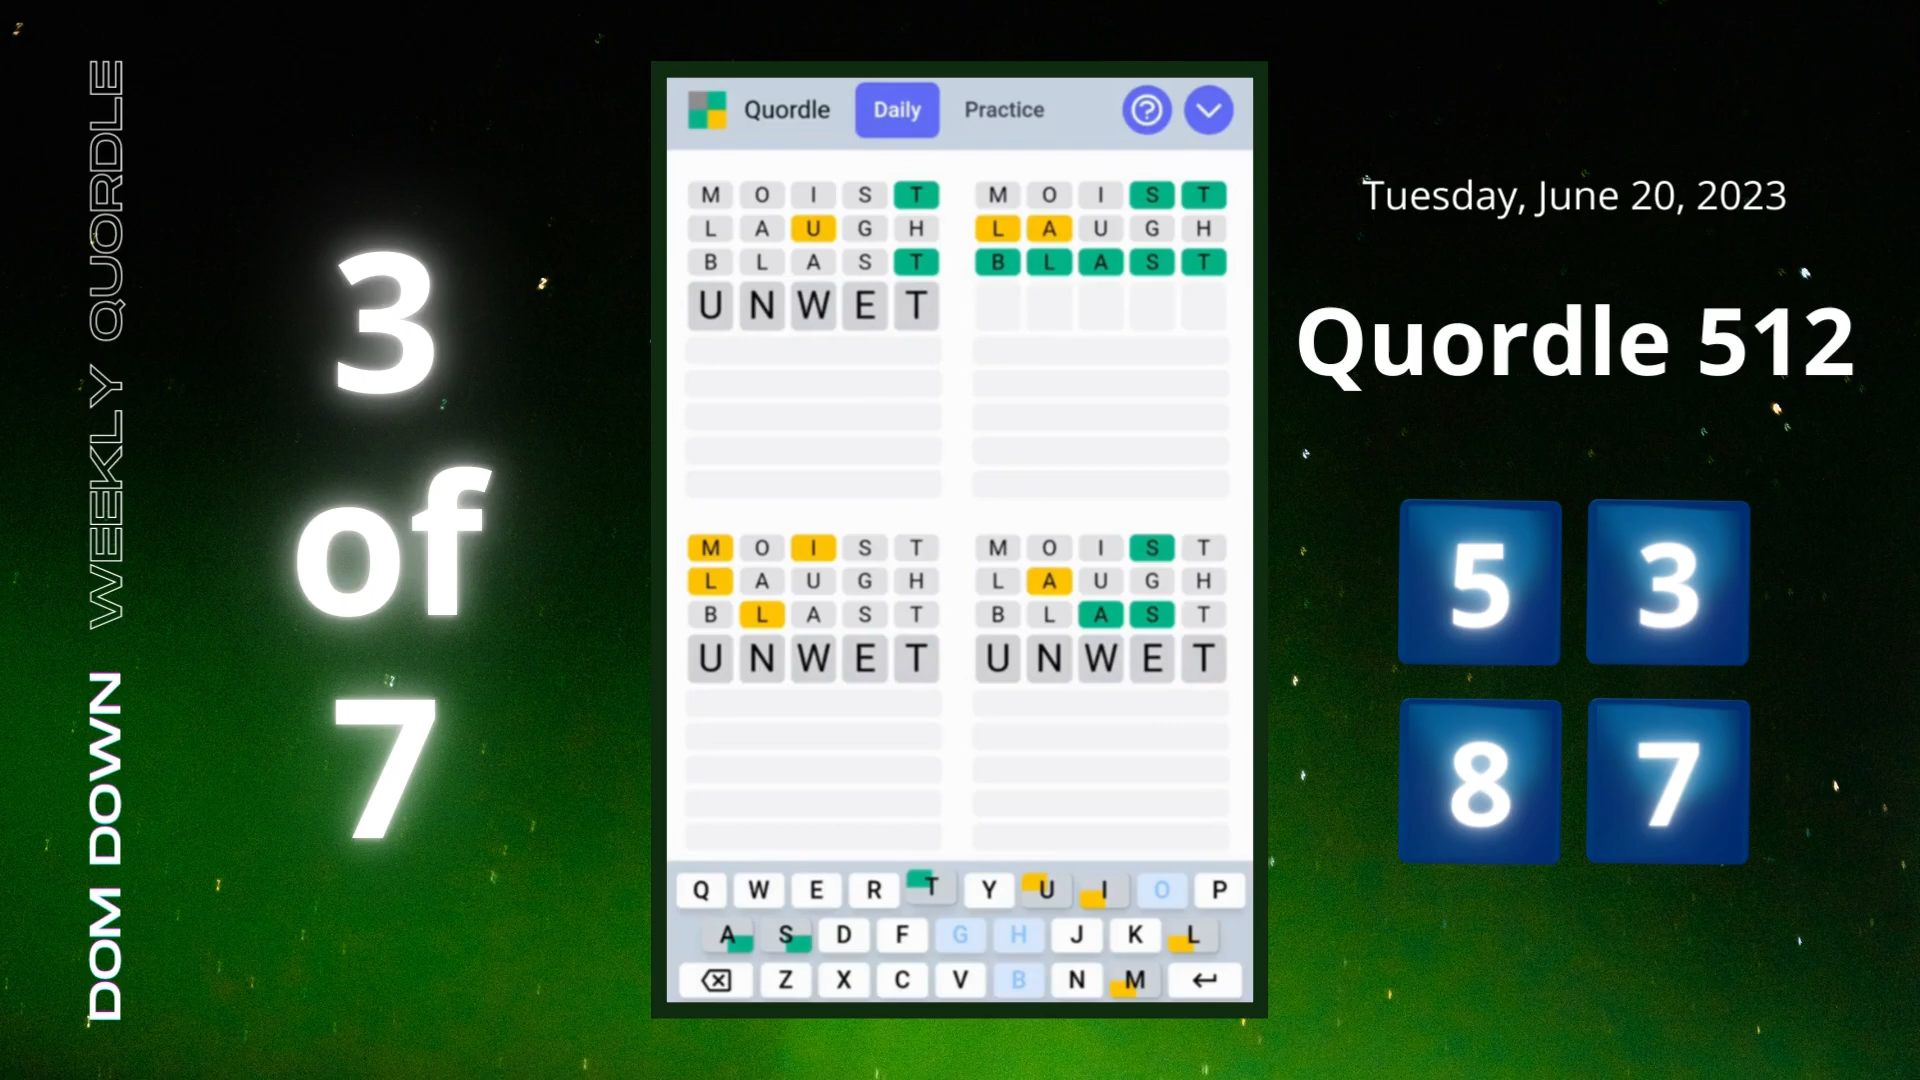 DOM DOWN WEEKLY QUORDLE
3
of
7
Quordle Daily Practice ?
M O I S T
L A U G H
B L A S T
U N W E T
M O I S T
L A U G H
B L A S T
M O I S T
L A U G H
B L A S T
U N W E T
M O I S T
L A U G H
B L A S T
U N W E T
Q W E R T Y U I O P
A S D F G H J K L
Z X C V B N M
Tuesday, June 20, 2023
Quordle 512
5 3
8 7